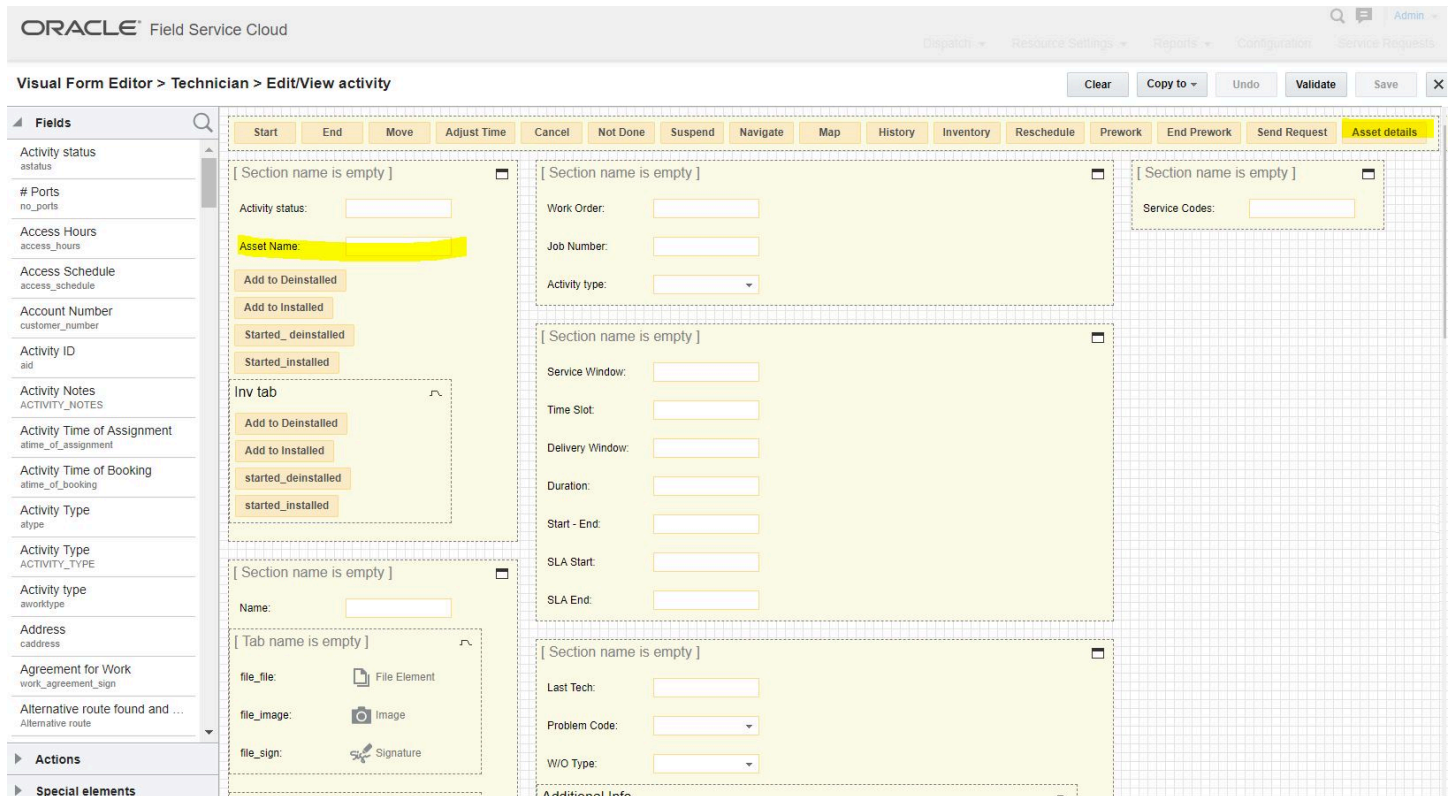 ORACLE Field Service Cloud
Admin
Dispatch Resource Settings Reports Configuration Service Requests
Visual Form Editor > Technician > Edit/View activity
Clear Copy to Undo Validate Save
Fields
Activity status
astatus
# Ports
no_ports
Access Hours
access_hours
Access Schedule
access_schedule
Account Number
customer_number
Activity ID
aid
Activity Notes
ACTIVITY_NOTES
Activity Time of Assignment
atime_of_assignment
Activity Time of Booking
atime_of_booking
Activity Type
atype
Activity Type
ACTIVITY_TYPE
Activity type
aworktype
Address
caddress
Agreement for Work
work_agreement_sign
Alternative route found and ...
Alternative route
Actions
Special elements
Start End Move Adjust Time Cancel Not Done Suspend Navigate Map History Inventory Reschedule Prework End Prework Send Request Asset details
[ Section name is empty ]
Activity status:
Asset Name:
Add to Deinstalled
Add to Installed
Started_ deinstalled
Started_installed
Inv tab
Add to Deinstalled
Add to Installed
started_deinstalled
started_installed
[ Section name is empty ]
Name:
[ Tab name is empty ]
file_file: File Element
file_image: Image
file_sign: Signature
[ Section name is empty ]
Work Order:
Job Number:
Activity type:
[ Section name is empty ]
Service Window:
Time Slot:
Delivery Window:
Duration:
Start - End:
SLA Start:
SLA End:
[ Section name is empty ]
Last Tech:
Problem Code:
W/O Type:
Additional Info
[ Section name is empty ]
Service Codes: